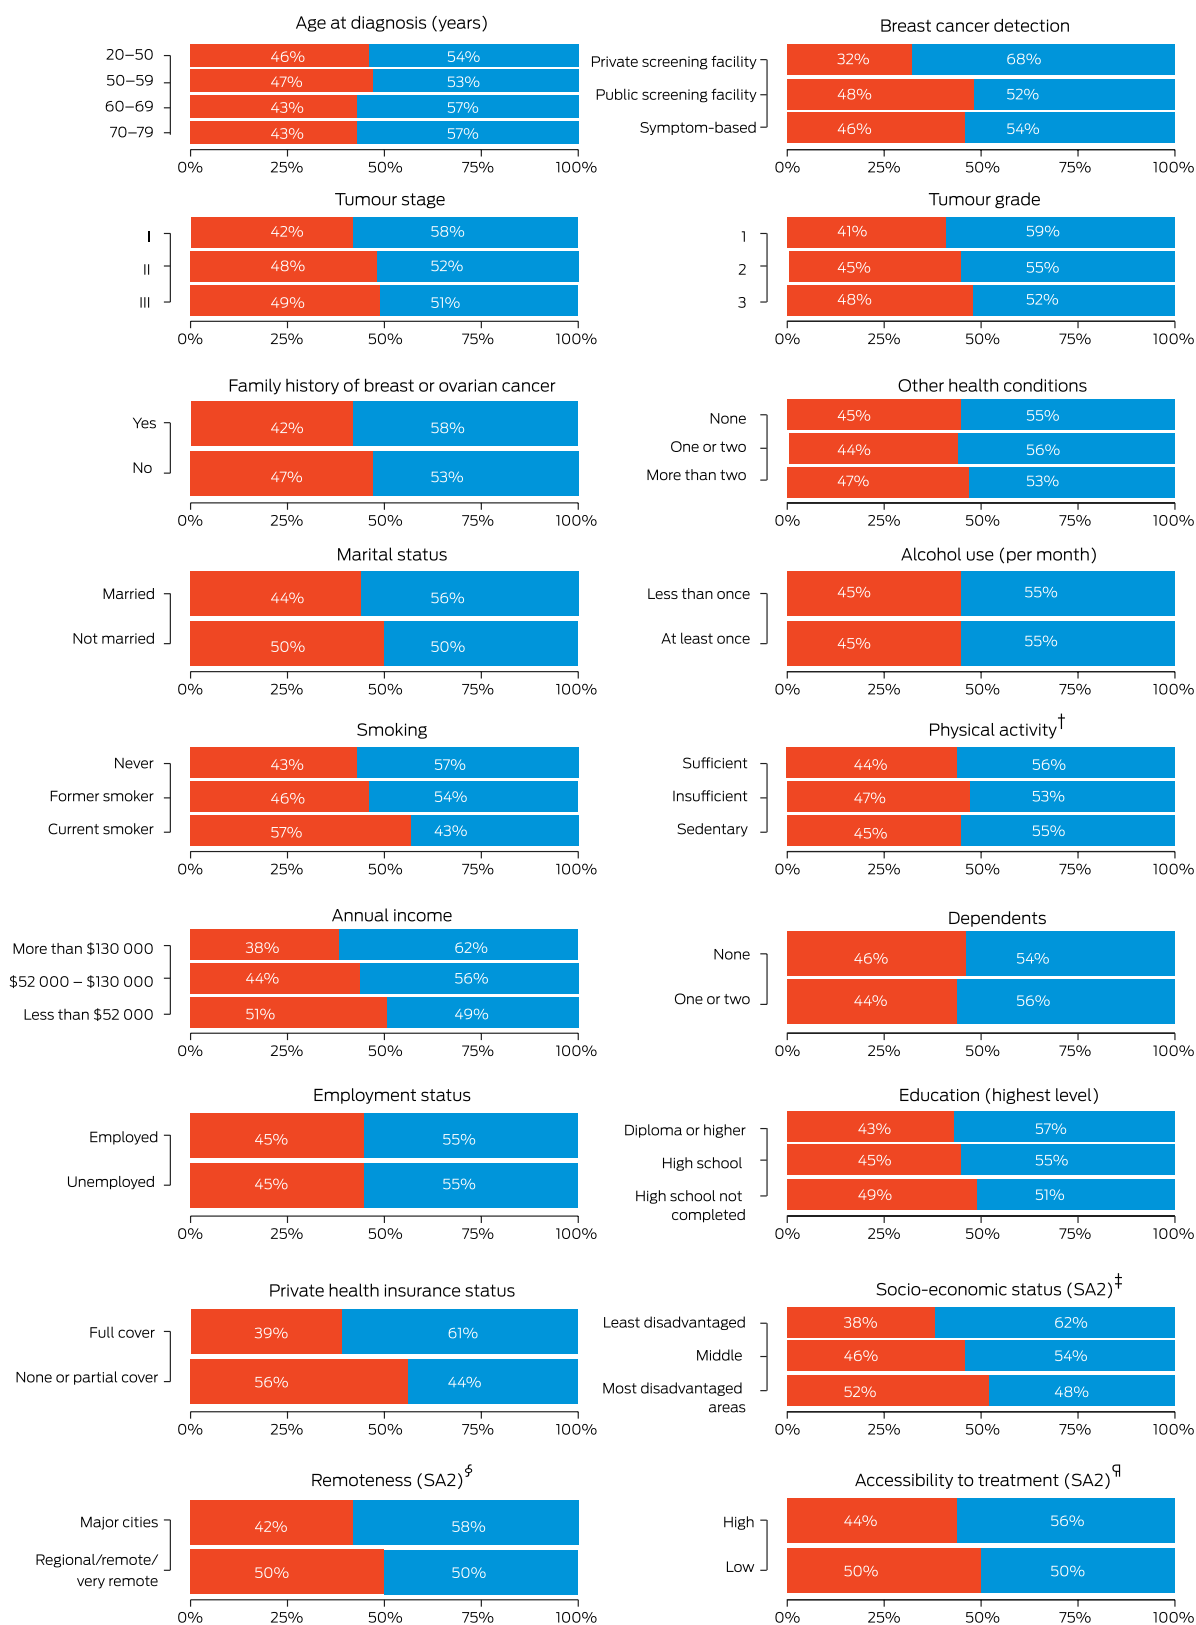 Age at diagnosis (years)
20–50 46% 54%
50–59 47% 53%
60–69 43% 57%
70–79 43% 57%
0% 25% 50% 75% 100%
Breast cancer detection
Private screening facility 32% 68%
Public screening facility 48% 52%
Symptom-based 46% 54%
0% 25% 50% 75% 100%
Tumour stage
I 42% 58%
II 48% 52%
III 49% 51%
0% 25% 50% 75% 100%
Tumour grade
1 41% 59%
2 45% 55%
3 48% 52%
0% 25% 50% 75% 100%
Family history of breast or ovarian cancer
Yes 42% 58%
No 47% 53%
0% 25% 50% 75% 100%
Other health conditions
None 45% 55%
One or two 44% 56%
More than two 47% 53%
0% 25% 50% 75% 100%
Marital status
Married 44% 56%
Not married 50% 50%
0% 25% 50% 75% 100%
Alcohol use (per month)
Less than once 45% 55%
At least once 45% 55%
0% 25% 50% 75% 100%
Smoking
Never 43% 57%
Former smoker 46% 54%
Current smoker 57% 43%
0% 25% 50% 75% 100%
Physical activity†
Sufficient 44% 56%
Insufficient 47% 53%
Sedentary 45% 55%
0% 25% 50% 75% 100%
Annual income
More than $130 000 38% 62%
$52 000 – $130 000 44% 56%
Less than $52 000 51% 49%
0% 25% 50% 75% 100%
Dependents
None 46% 54%
One or two 44% 56%
0% 25% 50% 75% 100%
Employment status
Employed 45% 55%
Unemployed 45% 55%
0% 25% 50% 75% 100%
Education (highest level)
Diploma or higher 43% 57%
High school 45% 55%
High school not 49% 51%
completed
0% 25% 50% 75% 100%
Private health insurance status
Full cover 39% 61%
None or partial cover 56% 44%
0% 25% 50% 75% 100%
Socio-economic status (SA2)‡
Least disadvantaged 38% 62%
Middle 46% 54%
Most disadvantaged 52% 48%
areas
0% 25% 50% 75% 100%
Remoteness (SA2)§
Major cities 42% 58%
Regional/remote/
very remote 50% 50%
0% 25% 50% 75% 100%
Accessibility to treatment (SA2)¶
High 44% 56%
Low 50% 50%
0% 25% 50% 75% 100%